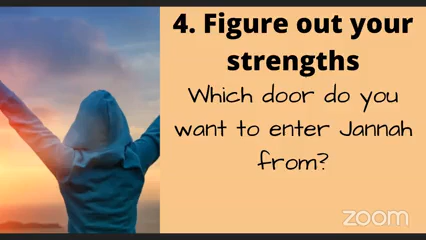 4. Figure out your
strengths
Which door do you
want to enter Jannah
from?
zoom